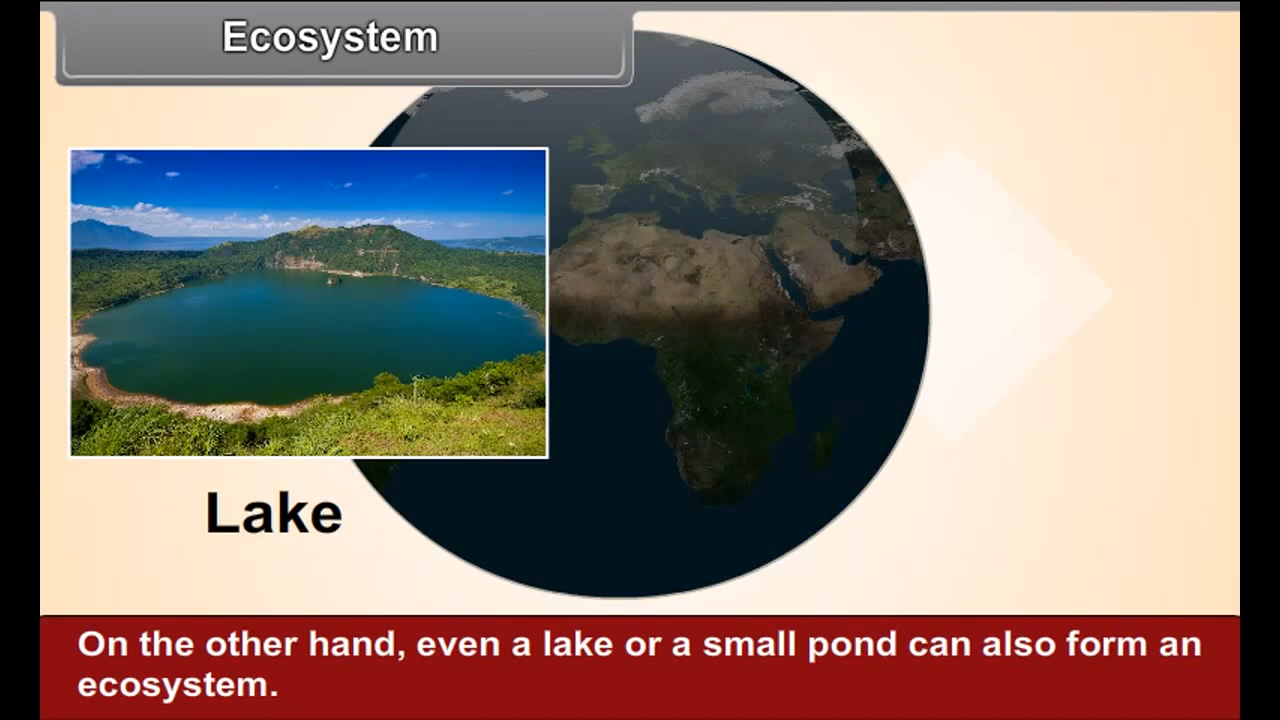 Ecosystem
Lake
On the other hand, even a lake or a small pond can also form an
ecosystem.